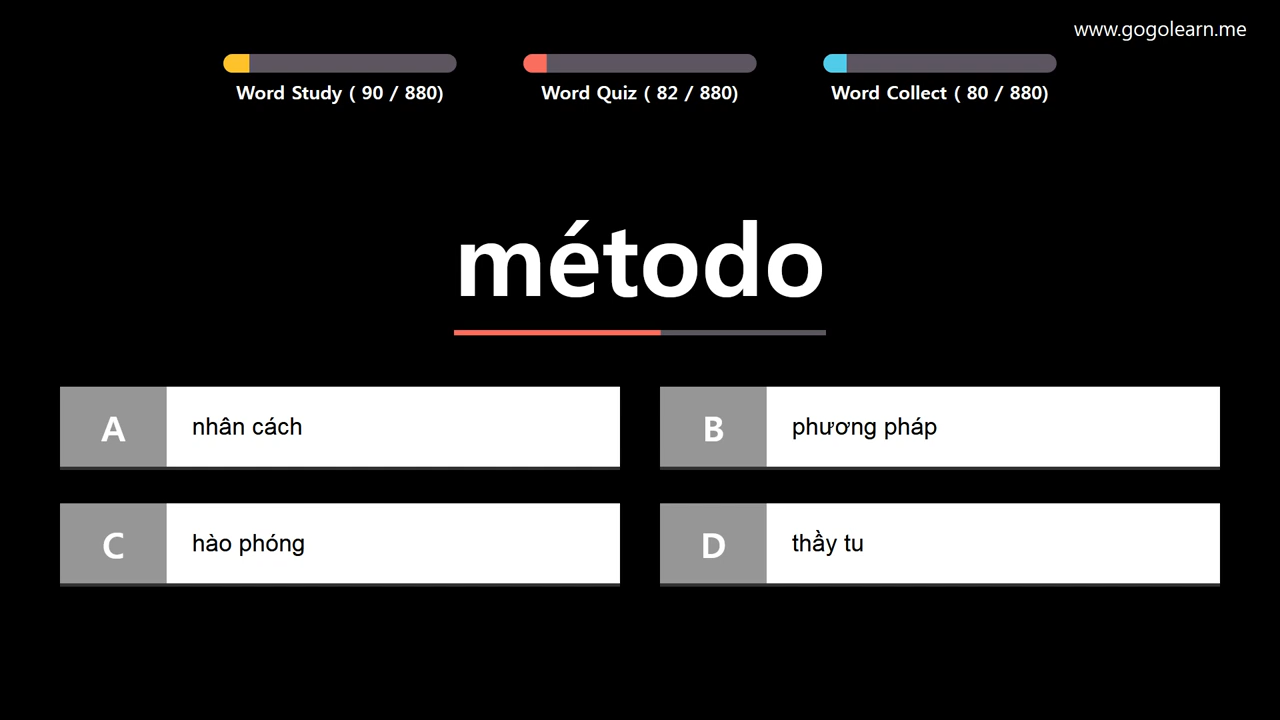 www.gogolearn.me
Word Study ( 90 / 880)
Word Quiz ( 82 / 880)
Word Collect ( 80 / 880)
método
A nhân cách
B phương pháp
C hào phóng
D thầy tu